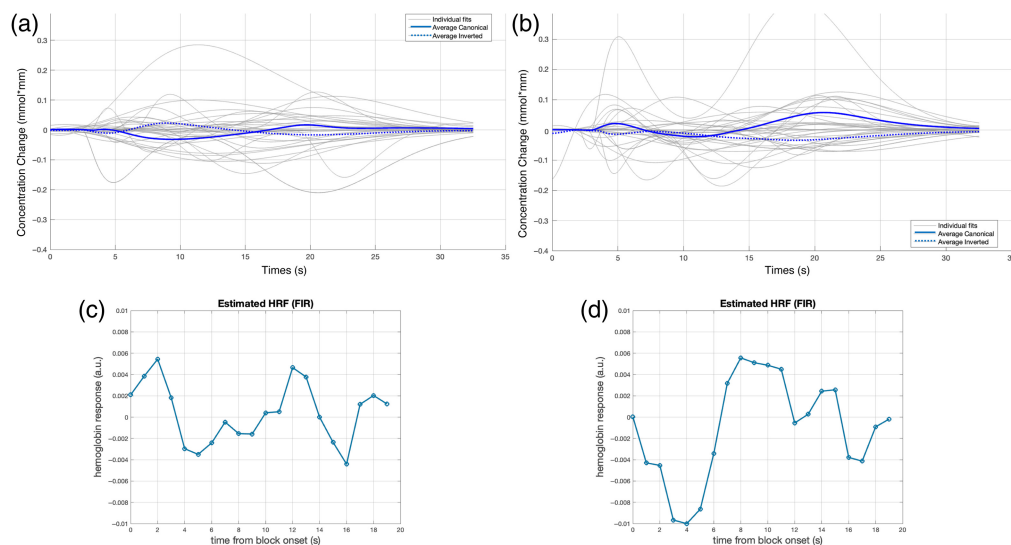 (a)
Individual fits
Average Canonical
Average Inverted
Concentration Change (mmol*mm)
0.3
0.2
0.1
0
−0.1
−0.2
−0.3
−0.4
0 5 10 15 20 25 30 35
Times (s)
(b)
Concentration Change (mmol*mm)
0.3
0.2
0.1
0
−0.1
−0.2
−0.3
−0.4
Individual fits
Average Canonical
Average Inverted
0 5 10 15 20 25 30 35
Times (s)
(c)
Estimated HRF (FIR)
hemoglobin response (a.u.)
0.01
0.008
0.006
0.004
0.002
0
−0.002
−0.004
−0.006
−0.008
−0.01
0 2 4 6 8 10 12 14 16 18 20
time from block onset (s)
(d)
Estimated HRF (FIR)
hemoglobin response (a.u.)
0.01
0.008
0.006
0.004
0.002
0
−0.002
−0.004
−0.006
−0.008
−0.01
0 2 4 6 8 10 12 14 16 18 20
time from block onset (s)